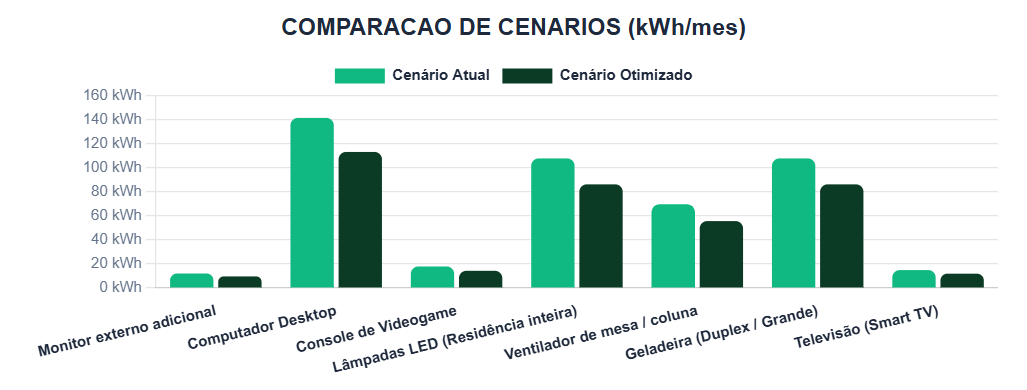 COMPARACAO DE CENARIOS (kWh/mes)
Cenário Atual
Cenário Otimizado
160 kWh
140 kWh
120 kWh
100 kWh
80 kWh
60 kWh
40 kWh
20 kWh
0 kWh
Monitor externo adicional
Computador Desktop
Console de Videogame
Lâmpadas LED (Residência inteira)
Ventilador de mesa / coluna
Geladeira (Duplex / Grande)
Televisão (Smart TV)